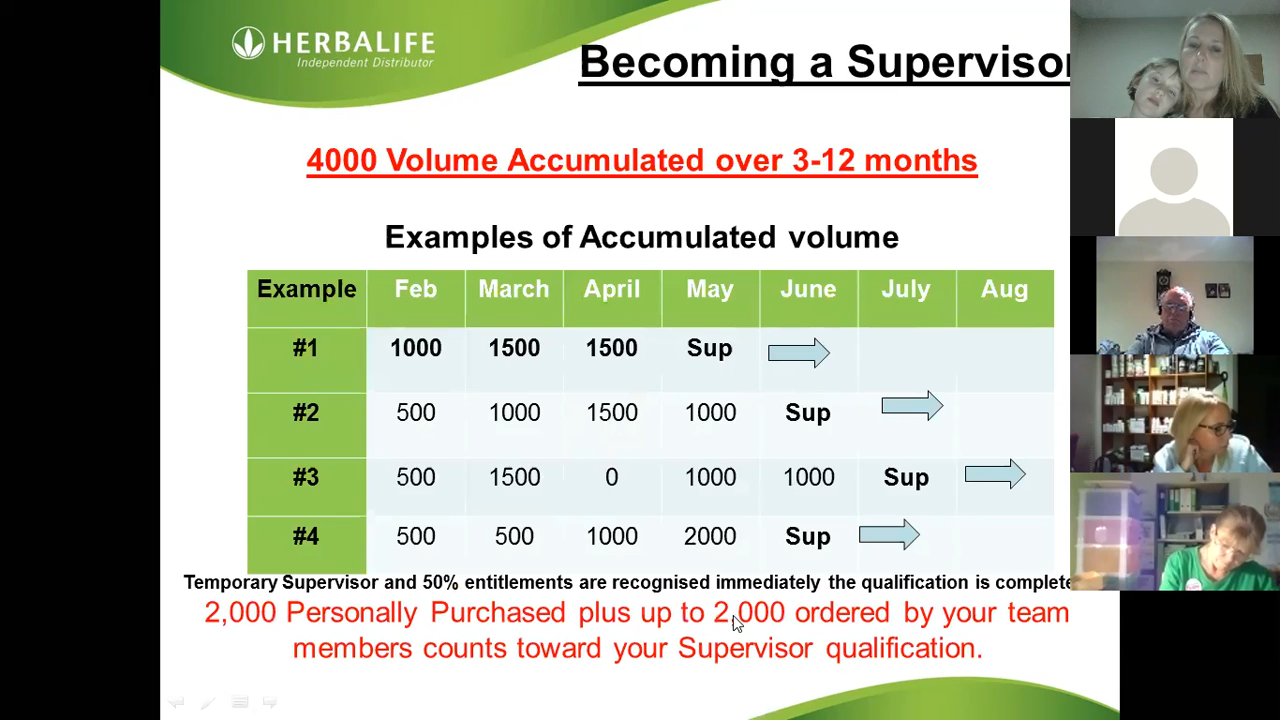 HERBALIFE
Independent Distributor
Becoming a Supervisor
4000 Volume Accumulated over 3-12 months
Examples of Accumulated volume
Example Feb March April May June July Aug
#1 1000 1500 1500 Sup
#2 500 1000 1500 1000 Sup
#3 500 1500 0 1000 1000 Sup
#4 500 500 1000 2000 Sup
Temporary Supervisor and 50% entitlements are recognised immediately the qualification is complete
2,000 Personally Purchased plus up to 2,000 ordered by your team
members counts toward your Supervisor qualification.